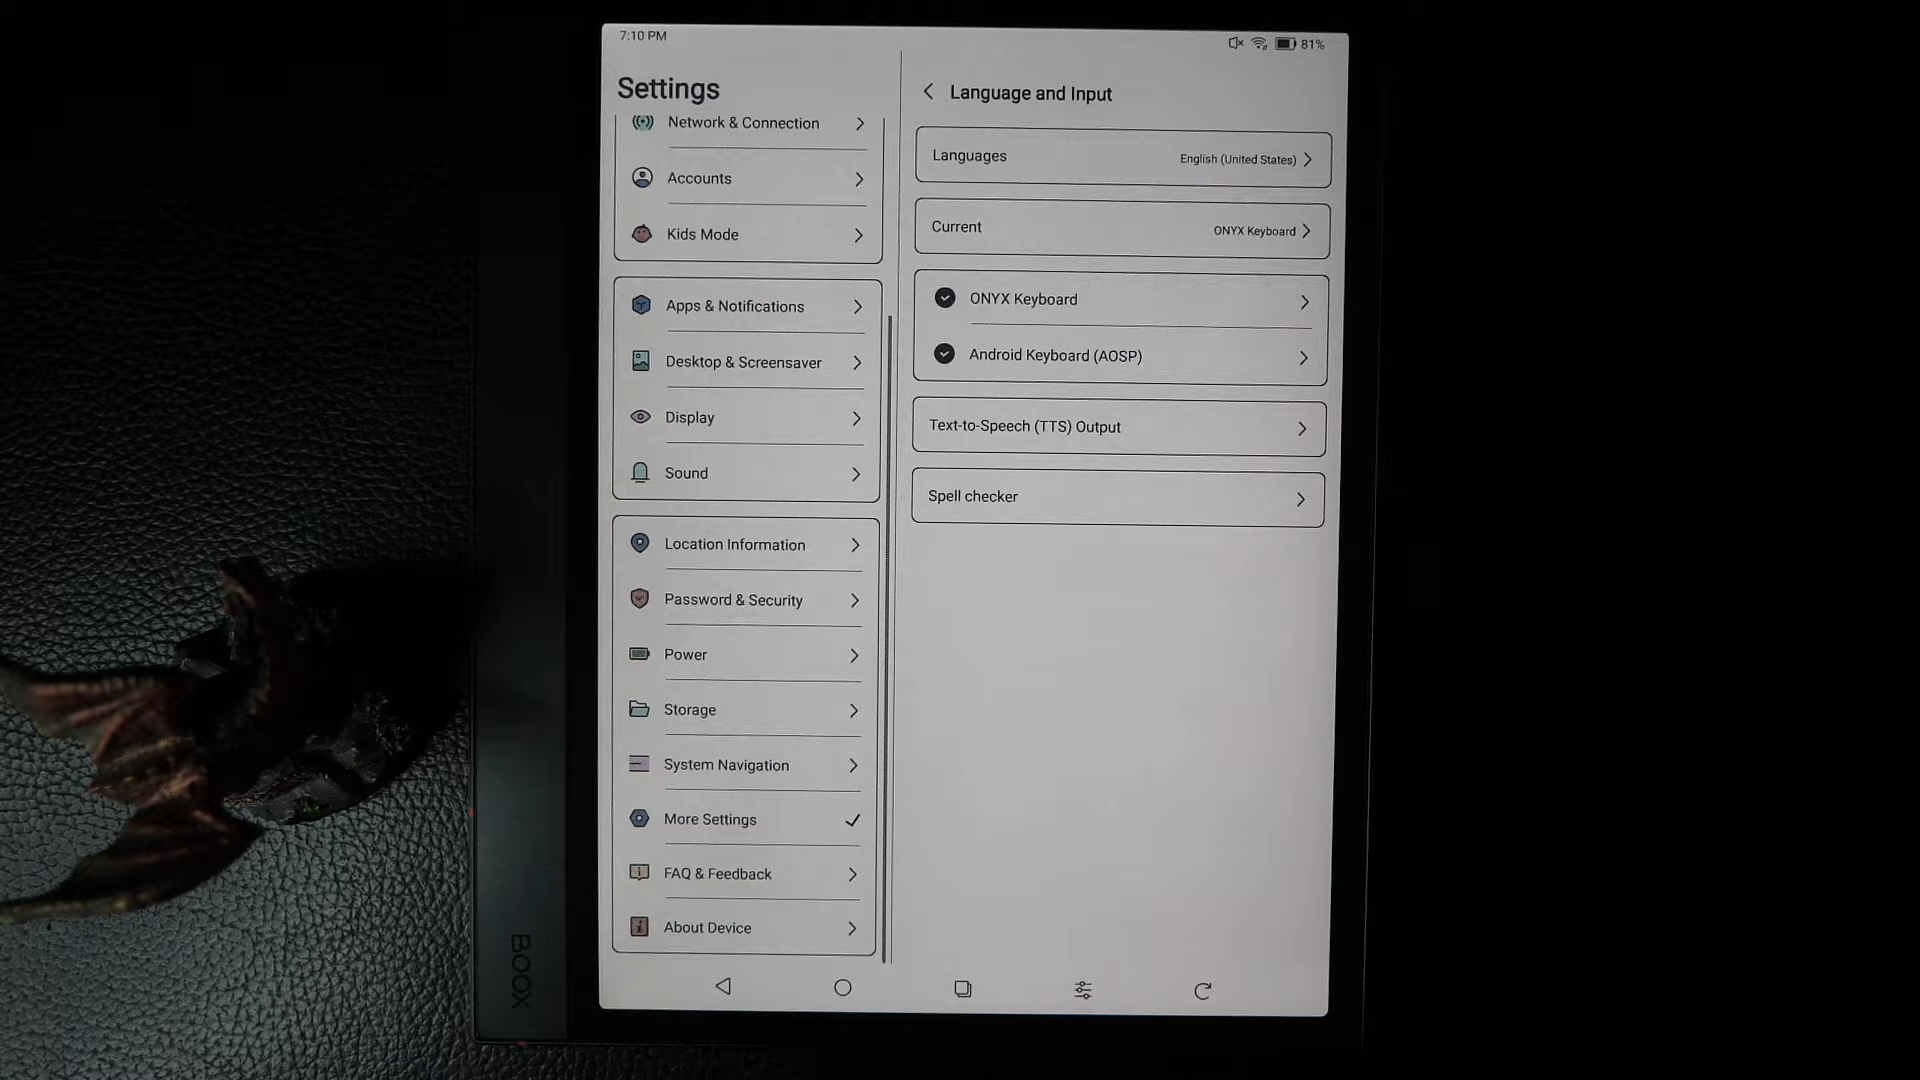 7:10 PM
81%
Settings
Network & Connection
Accounts
Kids Mode
Apps & Notifications
Desktop & Screensaver
Display
Sound
Location Information
Password & Security
Power
Storage
System Navigation
More Settings
FAQ & Feedback
About Device
Language and Input
Languages English (United States)
Current ONYX Keyboard
ONYX Keyboard
Android Keyboard (AOSP)
Text-to-Speech (TTS) Output
Spell checker
BOOX